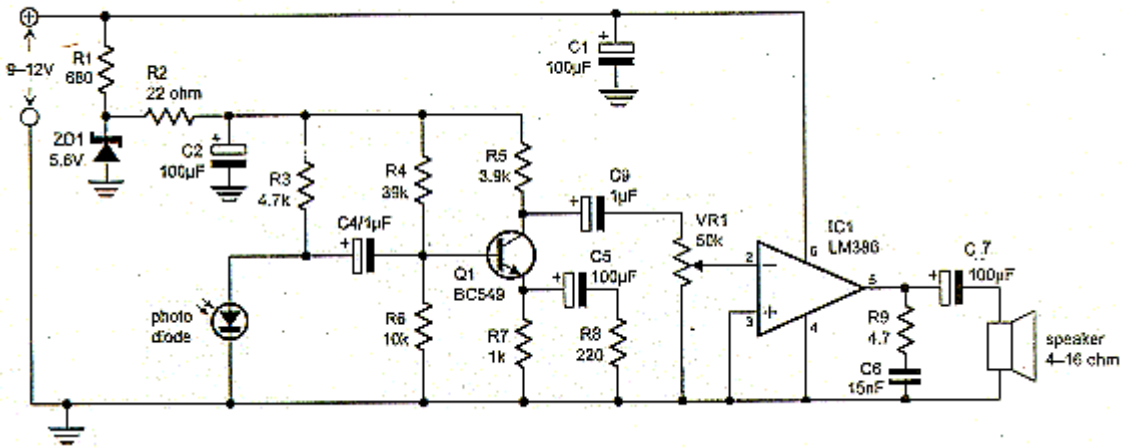 9–12V
R1
680
R2
22 ohm
ZD1
5.6V
C2
100µF
R3
4.7k
R4
39k
R5
3.9k
C1
100µF
C4/1µF
C9
1µF
VR1
50k
IC1
LM386
Q1
BC549
C5
100µF
photo
diode
R6
10k
R7
1k
R8
220
2
3
6
5
4
R9
4.7
C6
15nF
C.7
100µF
speaker
4–16 ohm